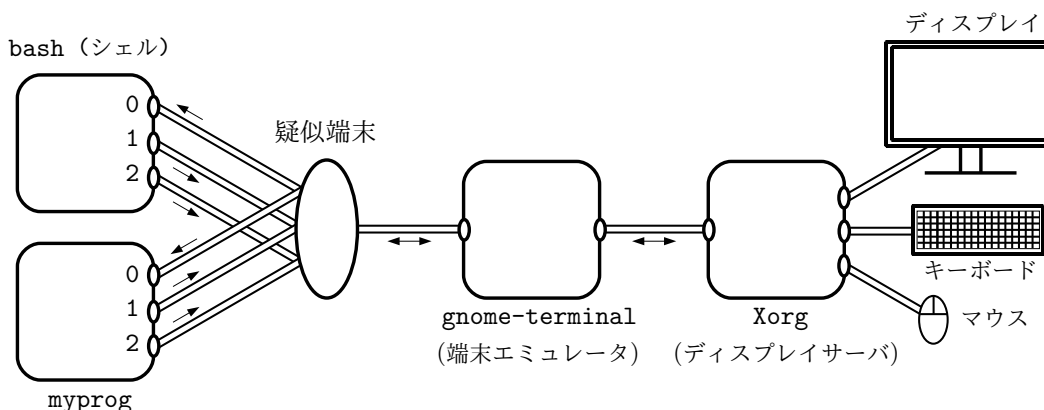 ディスプレイ
bash（シェル）
0
1
2
疑似端末
0
1
2
キーボード
マウス
gnome-terminal
(端末エミュレータ)
Xorg
(ディスプレイサーバ)
myprog